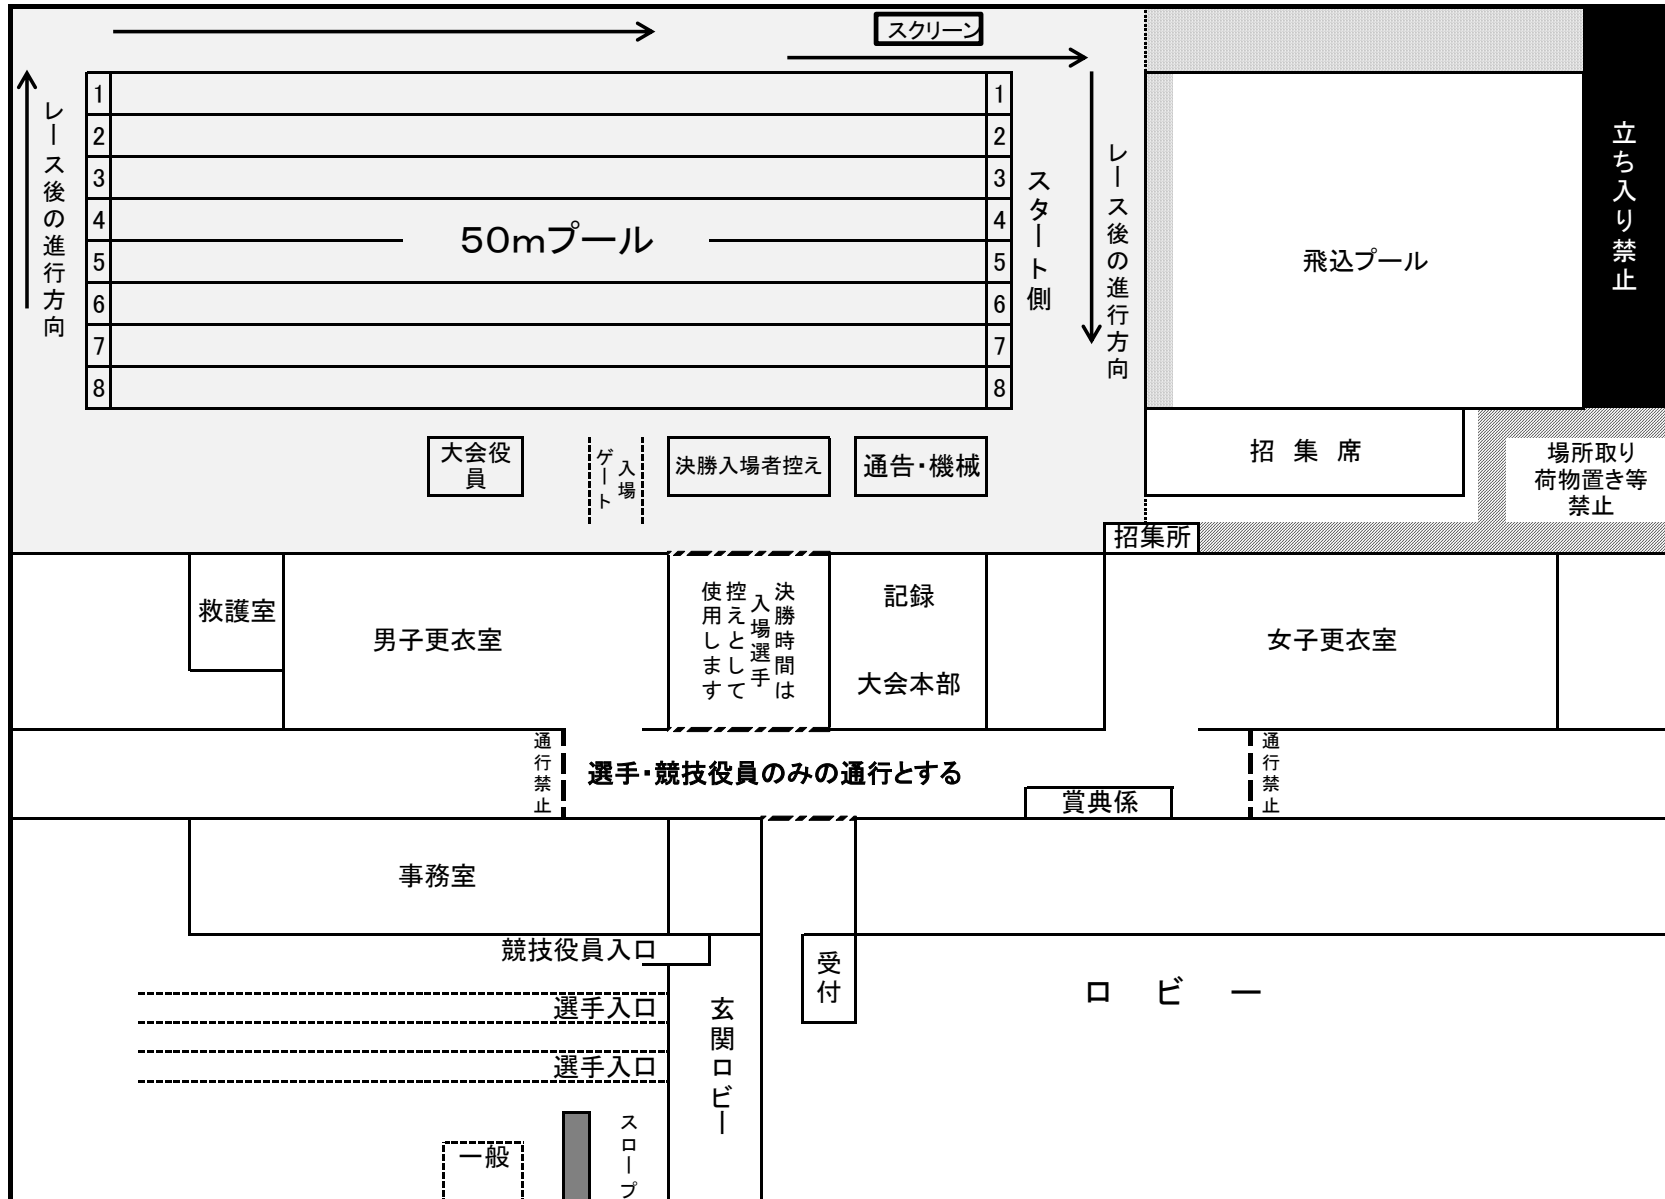 スクリーン
レース後の進行方向
1
2
3
4
5
6
7
8
50mプール
1
2
3
4
5
6
7
8
スタート側
レース後の進行方向
飛込プール
立ち入り禁止
大会役
員
入場
ゲート
決勝入場者控え
通告・機械
招集席
場所取り
荷物置き等
禁止
招集所
救護室
男子更衣室
決勝時間は
入場選手
控えとして
使用します
記録
大会本部
女子更衣室
通行禁止
選手・競技役員のみの通行とする
賞典係
通行禁止
事務室
競技役員入口
選手入口
選手入口
玄関ロビー
受付
ロビー
スロープ
一般